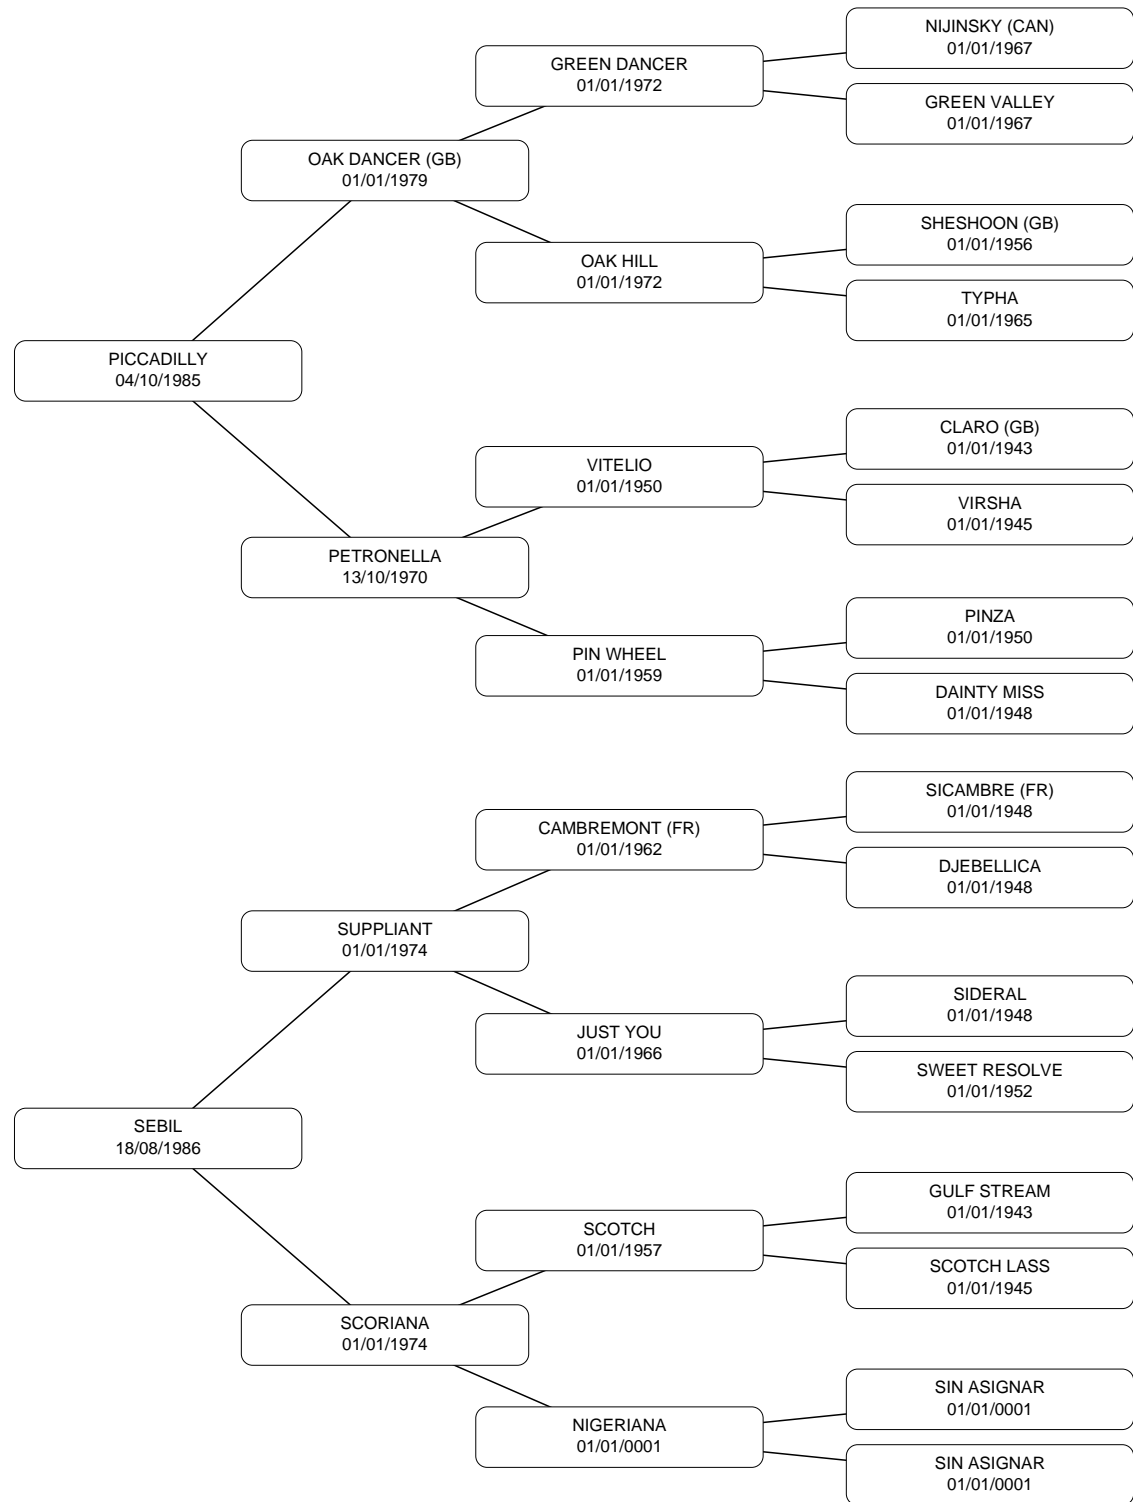 NIJINSKY (CAN)
01/01/1967
GREEN DANCER
01/01/1972
GREEN VALLEY
01/01/1967
OAK DANCER (GB)
01/01/1979
SHESHOON (GB)
01/01/1956
OAK HILL
01/01/1972
TYPHA
01/01/1965
PICCADILLY
04/10/1985
CLARO (GB)
01/01/1943
VITELIO
01/01/1950
VIRSHA
01/01/1945
PETRONELLA
13/10/1970
PINZA
01/01/1950
PIN WHEEL
01/01/1959
DAINTY MISS
01/01/1948
SICAMBRE (FR)
01/01/1948
CAMBREMONT (FR)
01/01/1962
DJEBELLICA
01/01/1948
SUPPLIANT
01/01/1974
SIDERAL
01/01/1948
JUST YOU
01/01/1966
SWEET RESOLVE
01/01/1952
SEBIL
18/08/1986
GULF STREAM
01/01/1943
SCOTCH
01/01/1957
SCOTCH LASS
01/01/1945
SCORIANA
01/01/1974
SIN ASIGNAR
01/01/0001
NIGERIANA
01/01/0001
SIN ASIGNAR
01/01/0001